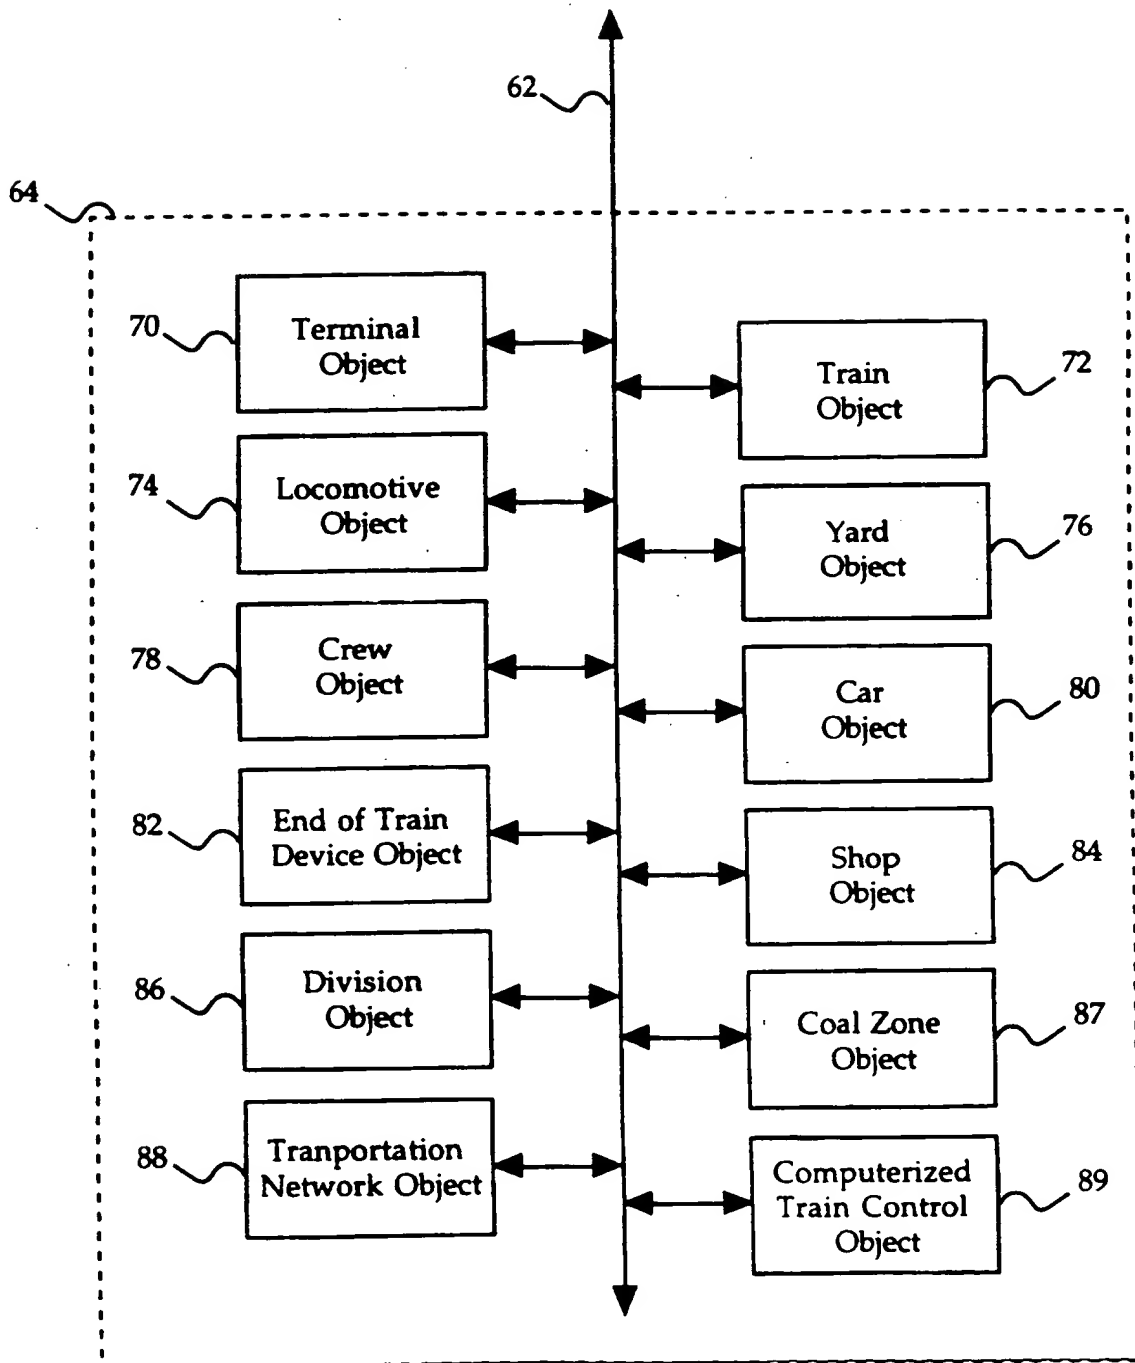 62
64
70
Terminal
Object
Train
Object
72
74
Locomotive
Object
Yard
Object
76
78
Crew
Object
Car
Object
80
82
End of Train
Device Object
Shop
Object
84
86
Division
Object
Coal Zone
Object
87
88
Tranportation
Network Object
Computerized
Train Control
Object
89